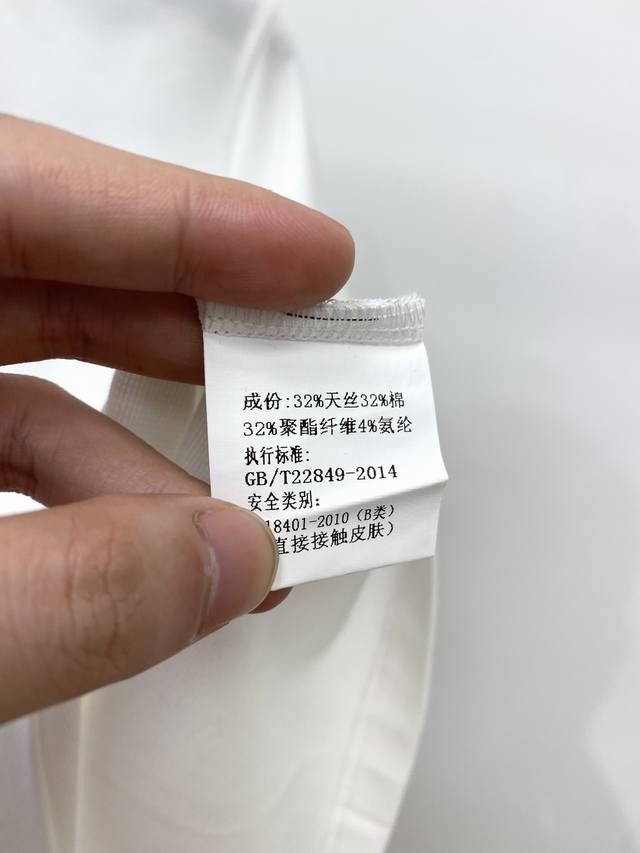 成份:32%天丝32%棉
32%聚酯纤维4%氨纶
执行标准:
GB/T22849-2014
安全类别:
18401-2010（B类）
直接接触皮肤）